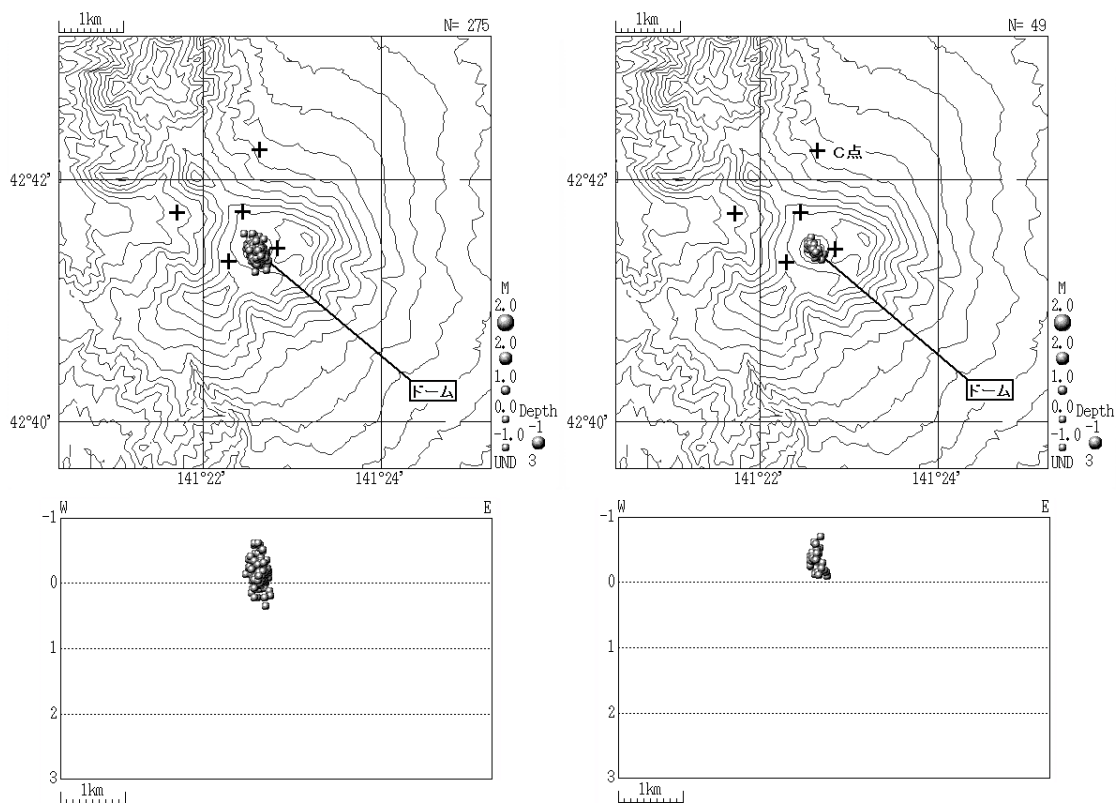 1km
N= 275
42°42'
42°40'
141°22'
141°24'
ドーム
M
2.0
2.0
1.0
0.0
-1.0
UND
Depth
-1
3
1km
N= 49
C点
42°42'
42°40'
141°22'
141°24'
ドーム
M
2.0
2.0
1.0
0.0
-1.0
UND
Depth
-1
3
W
E
-1
0
1
2
3
1km
W
E
-1
0
1
2
3
1km